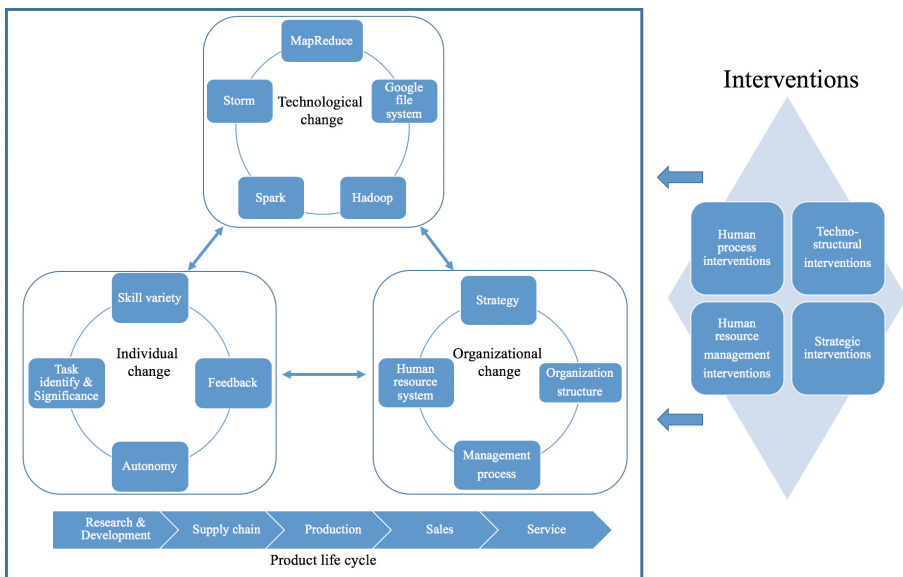 MapReduce
Storm
Technological
change
Google
file
system
Spark
Hadoop
Skill variety
Task
identify &
Significance
Individual
change
Feedback
Autonomy
Strategy
Human
resource
system
Organizational
change
Organization
structure
Management
process
Research &
Development
Supply chain
Production
Sales
Service
Product life cycle
Interventions
Human
process
interventions
Techno-
structural
interventions
Human
resource
management
interventions
Strategic
interventions